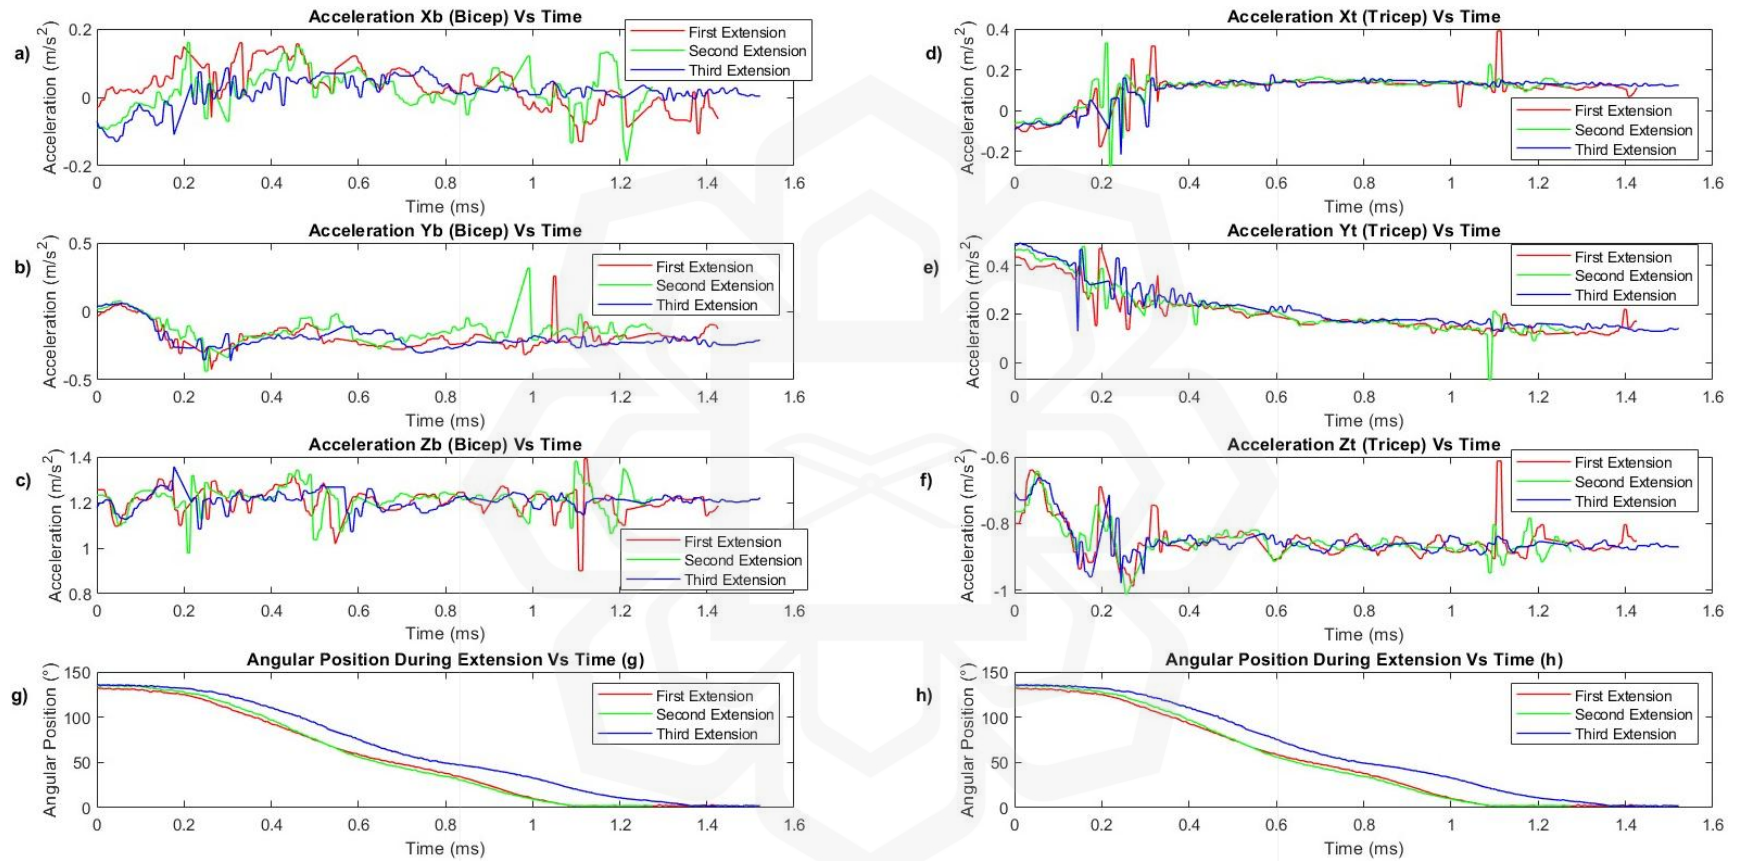 a)
Acceleration Xb (Bicep) Vs Time
Acceleration (m/s2)
0.2
0
-0.2
0 0.2 0.4 0.6 0.8 1 1.2 1.4 1.6
Time (ms)
First Extension
Second Extension
Third Extension
b)
Acceleration Yb (Bicep) Vs Time
Acceleration (m/s2)
0.5
0
-0.5
0 0.2 0.4 0.6 0.8 1 1.2 1.4 1.6
Time (ms)
First Extension
Second Extension
Third Extension
c)
Acceleration Zb (Bicep) Vs Time
Acceleration (m/s2)
1.4
1.2
1
0.8
0 0.2 0.4 0.6 0.8 1 1.2 1.4 1.6
Time (ms)
First Extension
Second Extension
Third Extension
g)
Angular Position During Extension Vs Time (g)
Angular Position (°)
150
100
50
0
0 0.2 0.4 0.6 0.8 1 1.2 1.4 1.6
Time (ms)
First Extension
Second Extension
Third Extension
d)
Acceleration Xt (Tricep) Vs Time
Acceleration (m/s2)
0.4
0.2
0
-0.2
0 0.2 0.4 0.6 0.8 1 1.2 1.4 1.6
Time (ms)
First Extension
Second Extension
Third Extension
e)
Acceleration Yt (Tricep) Vs Time
Acceleration (m/s2)
0.4
0.2
0
0 0.2 0.4 0.6 0.8 1 1.2 1.4 1.6
Time (ms)
First Extension
Second Extension
Third Extension
f)
Acceleration Zt (Tricep) Vs Time
Acceleration (m/s2)
-0.6
-0.8
-1
0 0.2 0.4 0.6 0.8 1 1.2 1.4 1.6
Time (ms)
First Extension
Second Extension
Third Extension
h)
Angular Position During Extension Vs Time (h)
Angular Position (°)
150
100
50
0
0 0.2 0.4 0.6 0.8 1 1.2 1.4 1.6
Time (ms)
First Extension
Second Extension
Third Extension